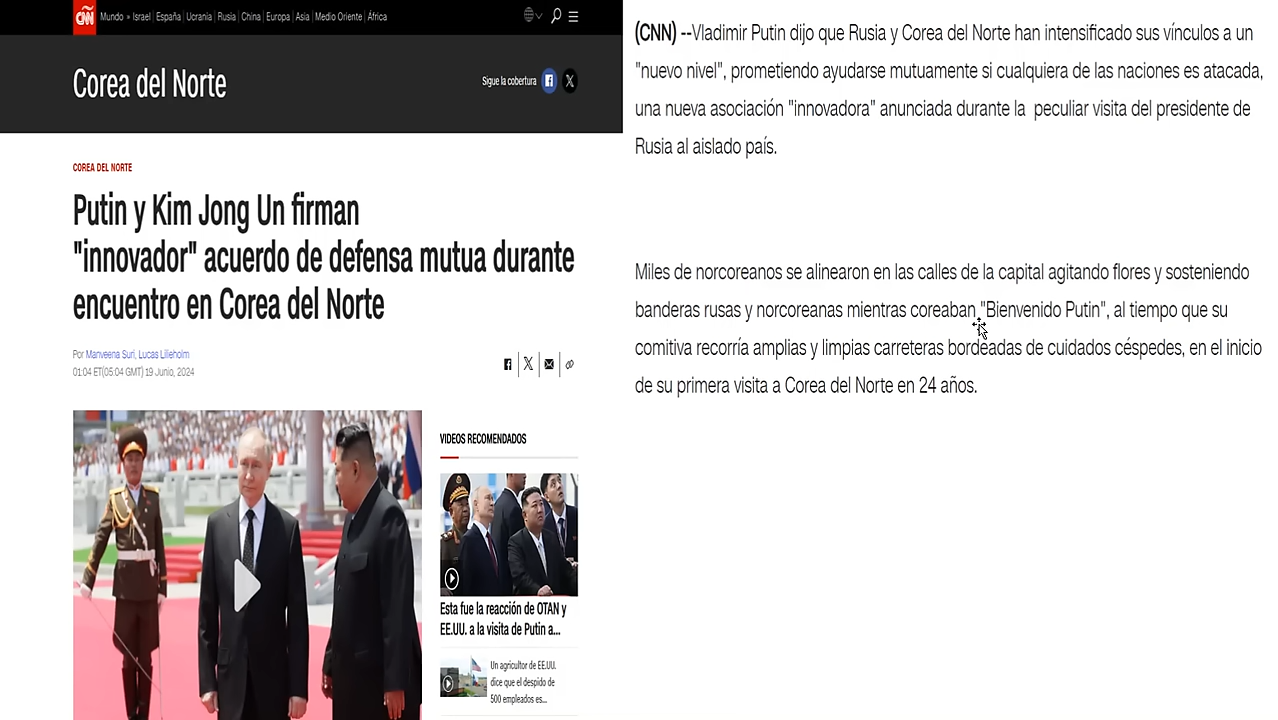 CNN Mundo » Israel | España | Ucrania | Rusia | China | Europa | Asia | Medio Oriente | África
Corea del Norte
Sigue la cobertura
COREA DEL NORTE
Putin y Kim Jong Un firman
"innovador" acuerdo de defensa mutua durante
encuentro en Corea del Norte
Por Manveena Suri, Lucas Lilieholm
01:04 ET(05:04 GMT) 19 Junio, 2024
VIDEOS RECOMENDADOS
Esta fue la reacción de OTAN y
EE.UU. a la visita de Putin a...
Un agricultor de EE.UU.
dice que el despido de
500 empleados es...
(CNN) --Vladimir Putin dijo que Rusia y Corea del Norte han intensificado sus vínculos a un
"nuevo nivel", prometiendo ayudarse mutuamente si cualquiera de las naciones es atacada,
una nueva asociación "innovadora" anunciada durante la peculiar visita del presidente de
Rusia al aislado país.
Miles de norcoreanos se alinearon en las calles de la capital agitando flores y sosteniendo
banderas rusas y norcoreanas mientras coreaban "Bienvenido Putin", al tiempo que su
comitiva recorría amplias y limpias carreteras bordeadas de cuidados céspedes, en el inicio
de su primera visita a Corea del Norte en 24 años.